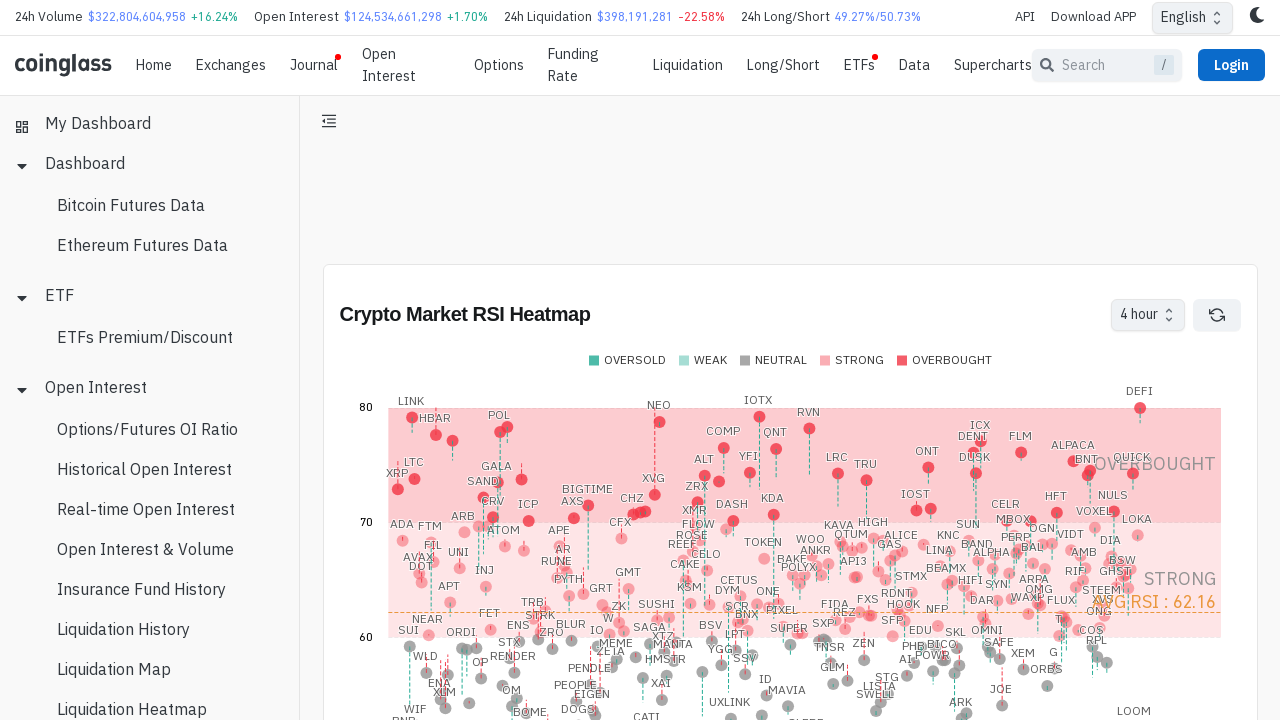 24h Volume $322,804,604,958 +16.24% Open Interest $124,534,661,298 +1.70% 24h Liquidation $398,191,281 -22.58% 24h Long/Short 49.27%/50.73% API Download APP English
coinglass Home Exchanges Journal Open Interest Options Funding Rate Liquidation Long/Short ETFs Data Supercharts Search / Login
My Dashboard
Dashboard
Bitcoin Futures Data
Ethereum Futures Data
ETF
ETFs Premium/Discount
Open Interest
Options/Futures OI Ratio
Historical Open Interest
Real-time Open Interest
Open Interest & Volume
Insurance Fund History
Liquidation History
Liquidation Map
Liquidation Heatmap
Crypto Market RSI Heatmap 4 hour
OVERSOLD WEAK NEUTRAL STRONG OVERBOUGHT
DEFI
LINK NEO IOTX
80
HBAR POL RVN
ICX
COMP QNT DENT FLM
ALPACA
ONT
LTC ALT YFI LRC DUSK BNT QUICK
OVERBOUGHT
XRP GALA TRU
SAND XVG
BIGTIME ZRX
CRV AXS CHZ KDA IOST HFT NULS
ICP DASH CELR
XMR VOXEL
ARB MBOX LOKA
70
ADA FTM CFX FLOW KAVA HIGH SUN
ATOM APE ROSE QTUM ALICE KNC PERP OGN VIDT
WOO DIA
FIL REEF TOKEN GAS BAND BAL
UNI AR CELO ANKR LINA ALPHA AMB
AVAX RUNE CAKE BAKE API3 BSW
DOT INJ GMT POLYX BEAMX RIF GHST
PYTH CETUS STMX HIFI ARPA STRONG
APT GRT KSM DYM ONE RDNT SYN OMG STEEM
TRB ZK SUSHI SCR FIDA FXS HOOK DAR WAXP FLUX XVS AVG RSI : 62.16
FET STRK BNX PIXEL REZ NFP ONG
NEAR W SFP T
SUI ORDI ENS BLUR IO SAGA BSV SUPER SXP EDU SKL OMNI COS
60
ZRO XTZ LPT
STX MEME MANTA TNSR ZEN PHB BICO SAFE RPL
WLD OP RENDER ZETA HMSTR YGG SSV AI POWR XEM G
PENDLE GLM ORBS
ENA OM PEOPLE XAI ID STG
XLM EIGEN MAVIA LISTA JOE
SWELL
WIF BOME DOGS CATI UXLINK ARK LOOM